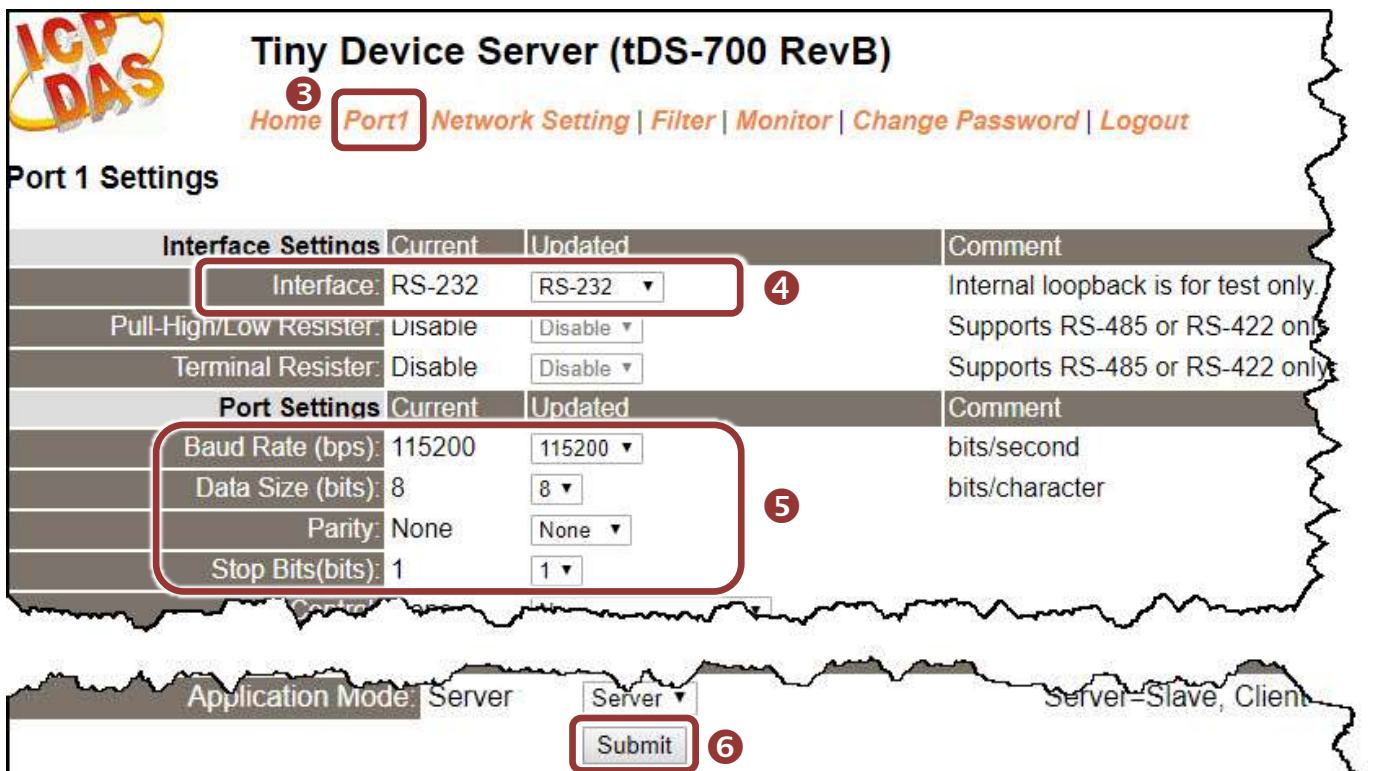 ICP
DAS
Tiny Device Server (tDS-700 RevB)
3
Home Port1 Network Setting | Filter | Monitor | Change Password | Logout
Port 1 Settings
Interface Settings Current Updated Comment
Interface: RS-232 RS-232 4 Internal loopback is for test only.
Pull-High/Low Resister: Disable Disable Supports RS-485 or RS-422 only
Terminal Resister: Disable Disable Supports RS-485 or RS-422 only
Port Settings Current Updated Comment
Baud Rate (bps): 115200 115200 bits/second
Data Size (bits): 8 8 bits/character
5
Parity: None None
Stop Bits(bits): 1 1
Control
Application Mode: Server Server Server=Slave, Client
Submit 6